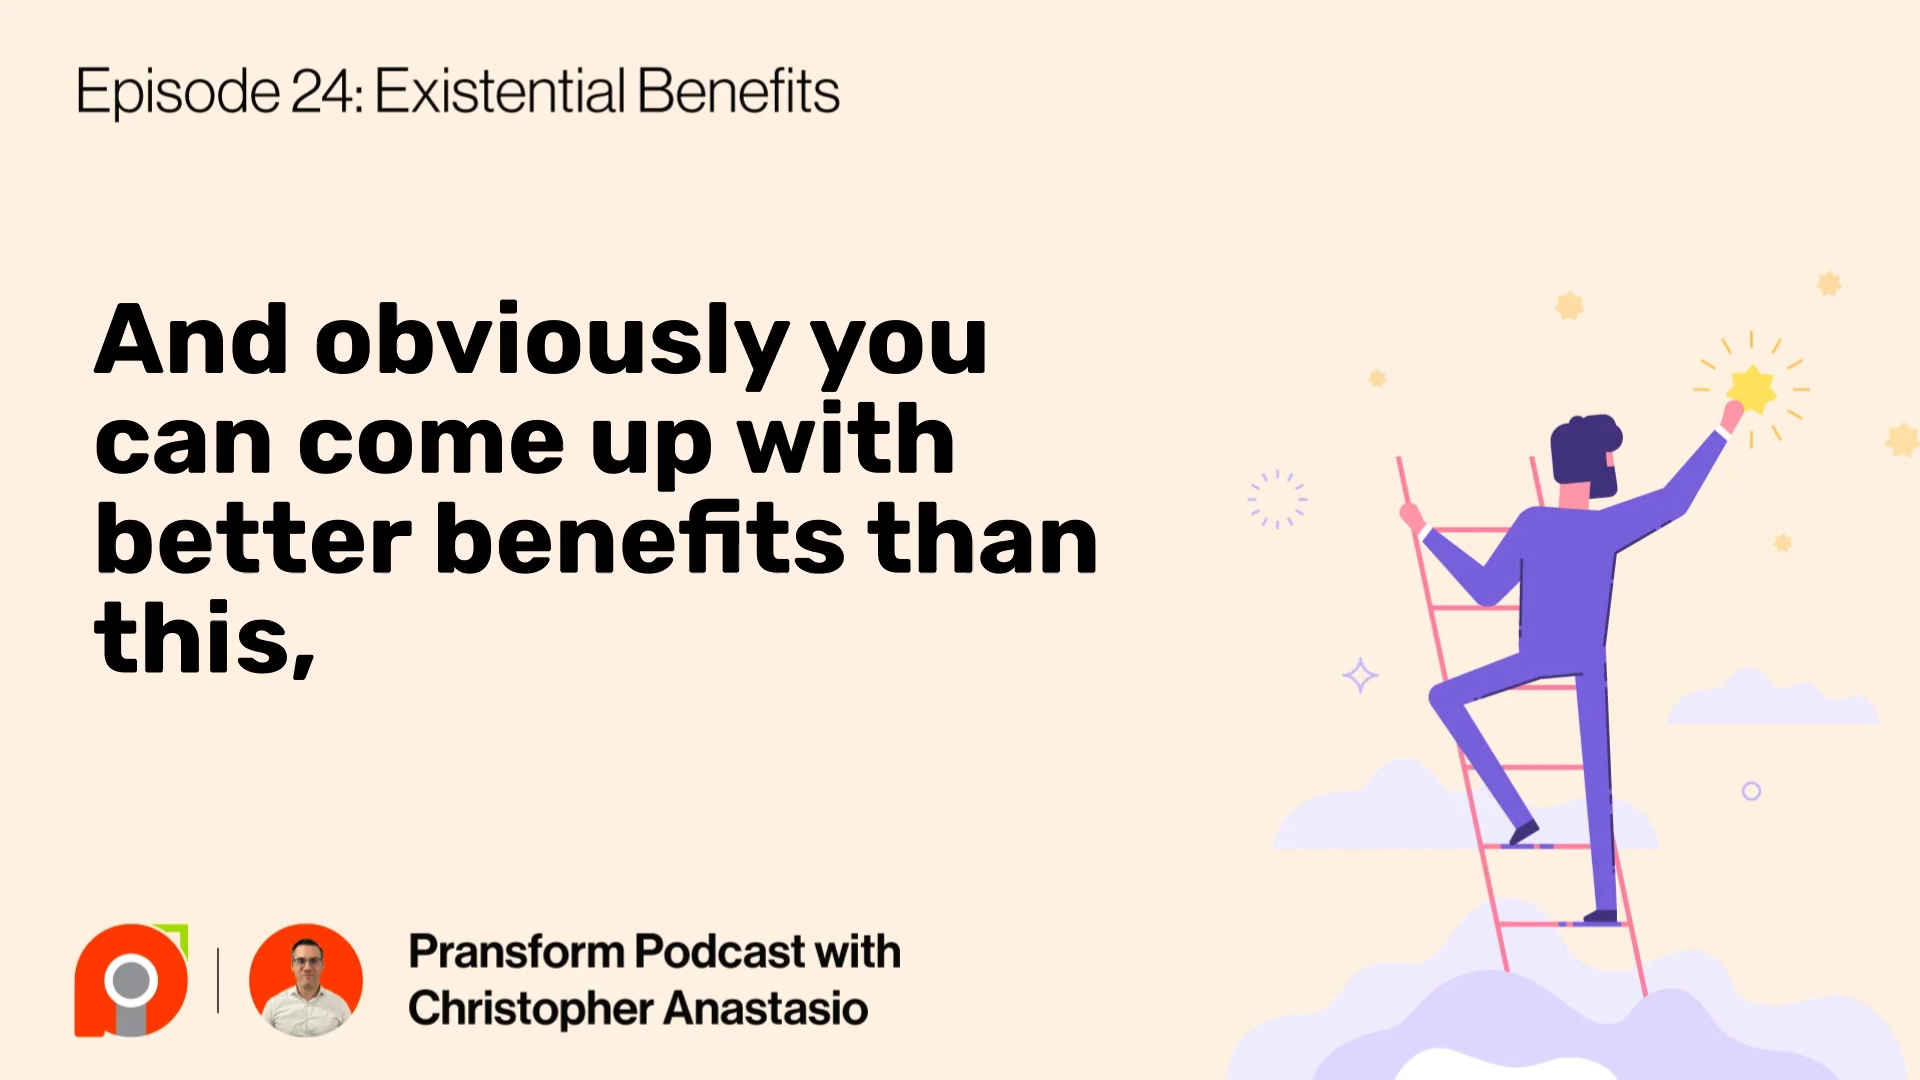 Episode 24: Existential Benefits
And obviously you
can come up with
better benefits than
this,
Pransform Podcast with
Christopher Anastasio